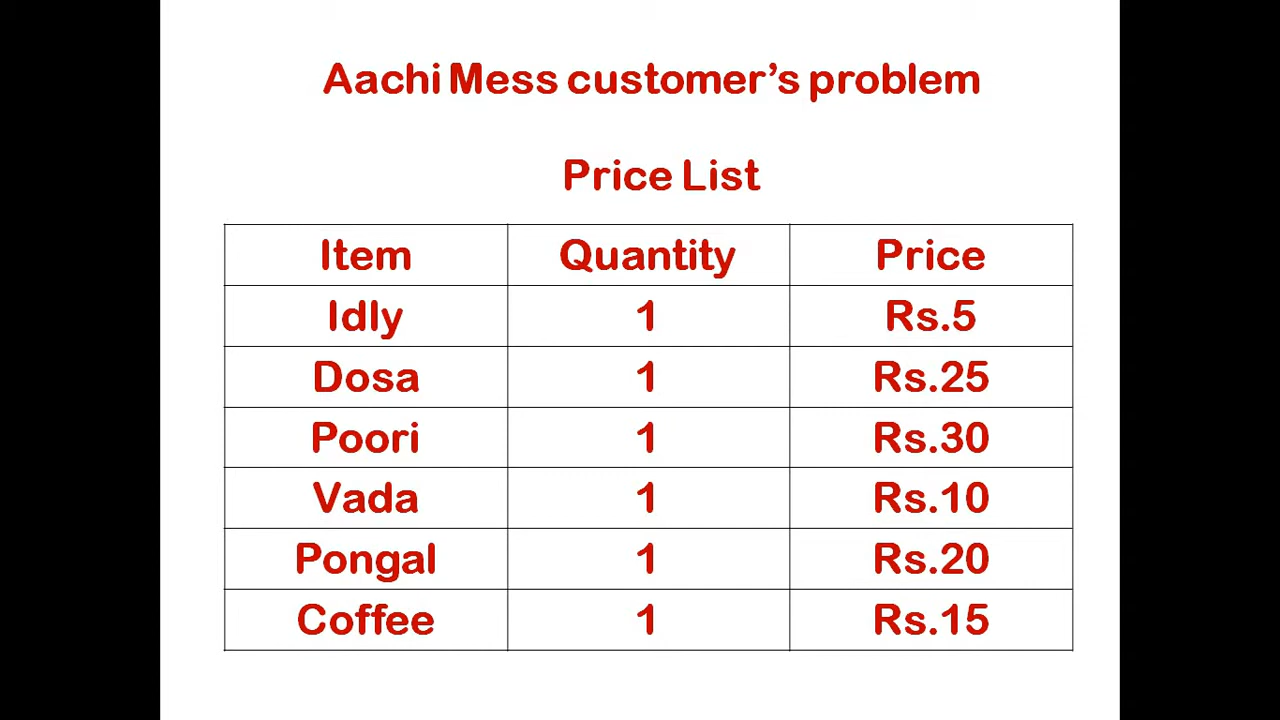 Aachi Mess customer’s problem
Price List
Item Quantity Price
Idly 1 Rs.5
Dosa 1 Rs.25
Poori 1 Rs.30
Vada 1 Rs.10
Pongal 1 Rs.20
Coffee 1 Rs.15